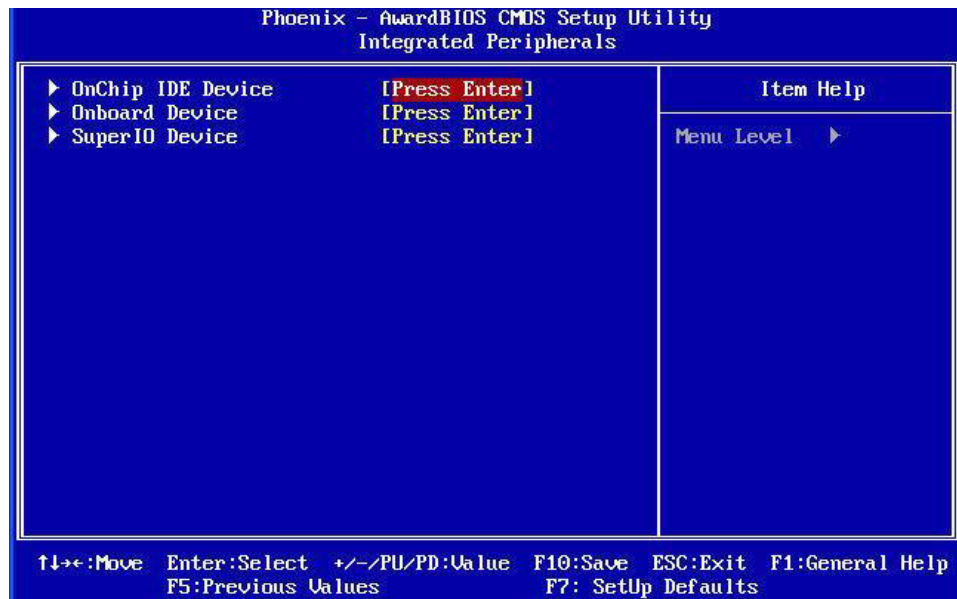 Phoenix - AwardBIOS CMOS Setup Utility
Integrated Peripherals
▶ OnChip IDE Device [Press Enter]
▶ Onboard Device [Press Enter]
▶ SuperIO Device [Press Enter]
Item Help
Menu Level ▶
↑↓→←:Move Enter:Select +/-/PU/PD:Value F10:Save ESC:Exit F1:General Help
F5:Previous Values F7: SetUp Defaults